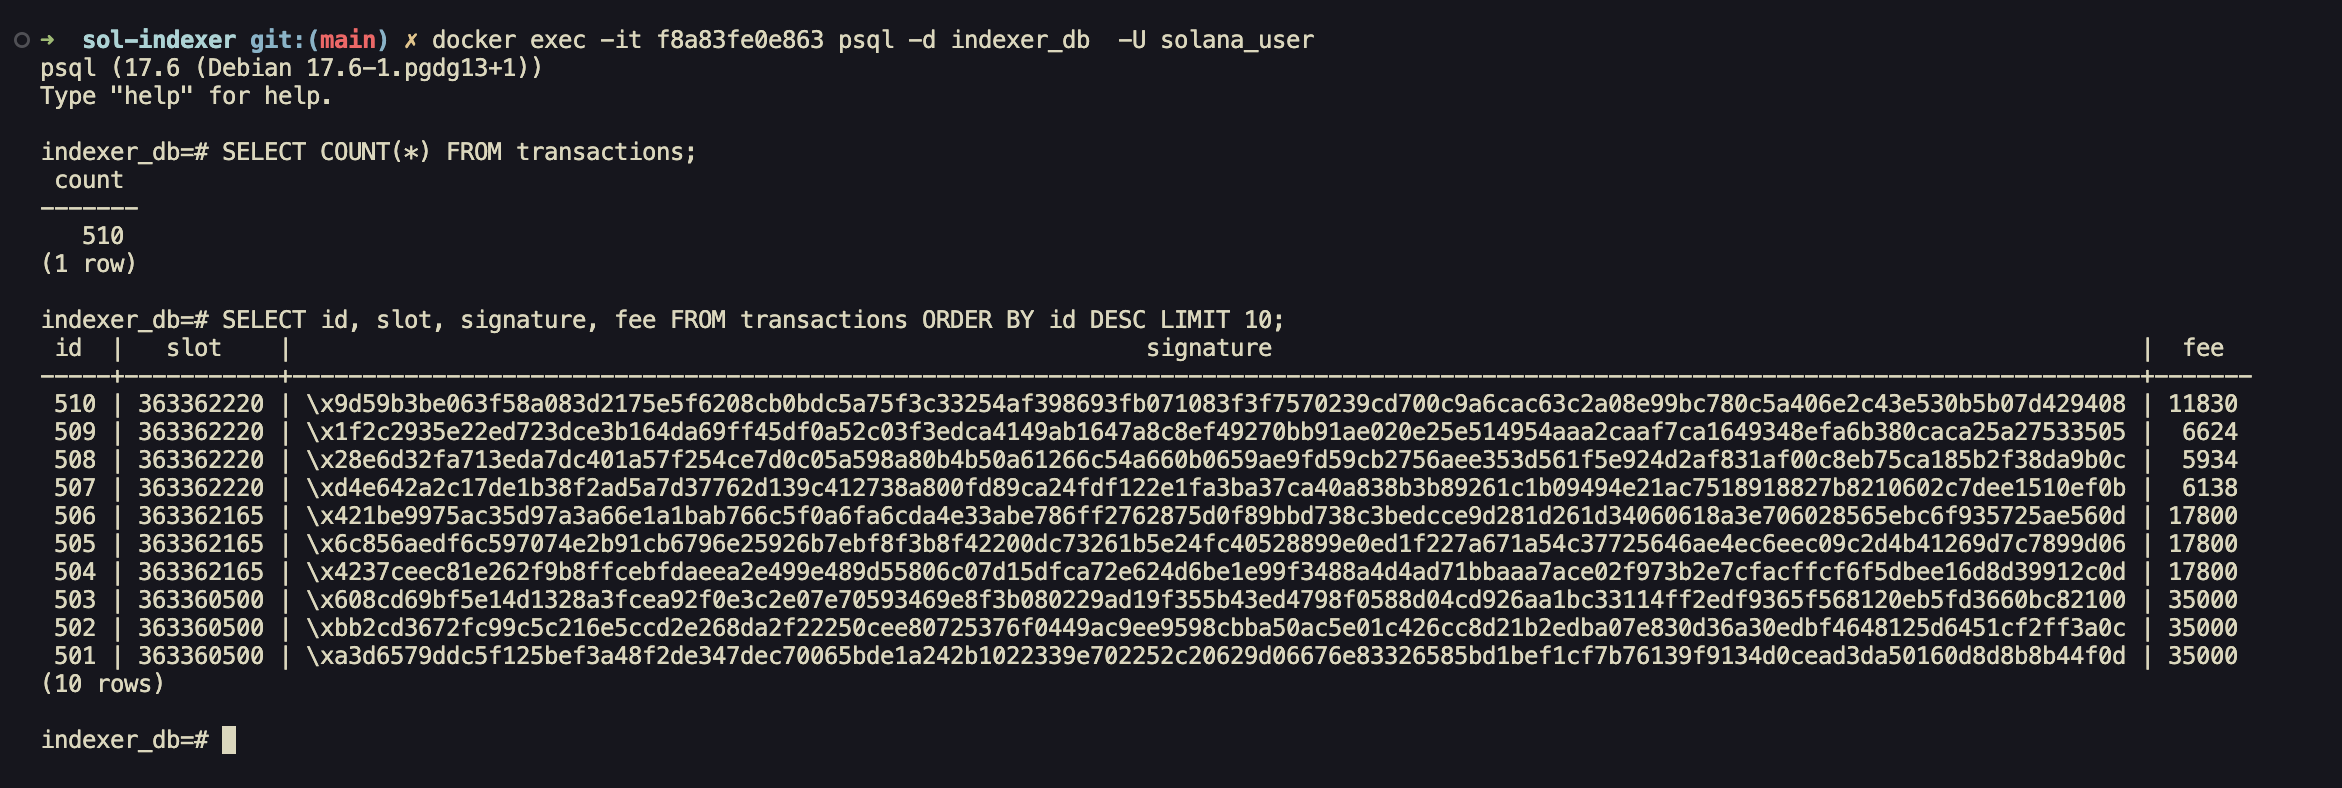 ○ ➜  sol-indexer git:(main) ✗ docker exec -it f8a83fe0e863 psql -d indexer_db  -U solana_user
psql (17.6 (Debian 17.6-1.pgdg13+1))
Type "help" for help.

indexer_db=# SELECT COUNT(*) FROM transactions;
 count
-------
   510
(1 row)

indexer_db=# SELECT id, slot, signature, fee FROM transactions ORDER BY id DESC LIMIT 10;
 id  |   slot    | signature |  fee
-----+-----------+-----------+-------
 510 | 363362220 | \x9d59b3be063f58a083d2175e5f6208cb0bdc5a75f3c33254af398693fb071083f3f7570239cd700c9a6cac63c2a08e99bc780c5a406e2c43e530b5b07d429408 | 11830
 509 | 363362220 | \x1f2c2935e22ed723dce3b164da69ff45df0a52c03f3edca4149ab1647a8c8ef49270bb91ae020e25e514954aaa2caaf7ca1649348efa6b380caca25a27533505 |  6624
 508 | 363362220 | \x28e6d32fa713eda7dc401a57f254ce7d0c05a598a80b4b50a61266c54a660b0659ae9fd59cb2756aee353d561f5e924d2af831af00c8eb75ca185b2f38da9b0c |  5934
 507 | 363362220 | \xd4e642a2c17de1b38f2ad5a7d37762d139c412738a800fd89ca24fdf122e1fa3ba37ca40a838b3b89261c1b09494e21ac7518918827b8210602c7dee1510ef0b |  6138
 506 | 363362165 | \x421be9975ac35d97a3a66e1a1bab766c5f0a6fa6cda4e33abe786ff2762875d0f89bbd738c3bedcce9d281d261d34060618a3e706028565ebc6f935725ae560d | 17800
 505 | 363362165 | \x6c856aedf6c597074e2b91cb6796e25926b7ebf8f3b8f42200dc73261b5e24fc40528899e0ed1f227a671a54c37725646ae4ec6eec09c2d4b41269d7c7899d06 | 17800
 504 | 363362165 | \x4237ceec81e262f9b8ffcebfdaeea2e499e489d55806c07d15dfca72e624d6be1e99f3488a4d4ad71bbaaa7ace02f973b2e7cfacffcf6f5dbee16d8d39912c0d | 17800
 503 | 363360500 | \x608cd69bf5e14d1328a3fcea92f0e3c2e07e70593469e8f3b080229ad19f355b43ed4798f0588d04cd926aa1bc33114ff2edf9365f568120eb5fd3660bc82100 | 35000
 502 | 363360500 | \xbb2cd3672fc99c5c216e5ccd2e268da2f22250cee80725376f0449ac9ee9598cbba50ac5e01c426cc8d21b2edba07e830d36a30edbf4648125d6451cf2ff3a0c | 35000
 501 | 363360500 | \xa3d6579ddc5f125bef3a48f2de347dec70065bde1a242b1022339e702252c20629d06676e83326585bd1bef1cf7b76139f9134d0cead3da50160d8d8b8b44f0d | 35000
(10 rows)

indexer_db=#